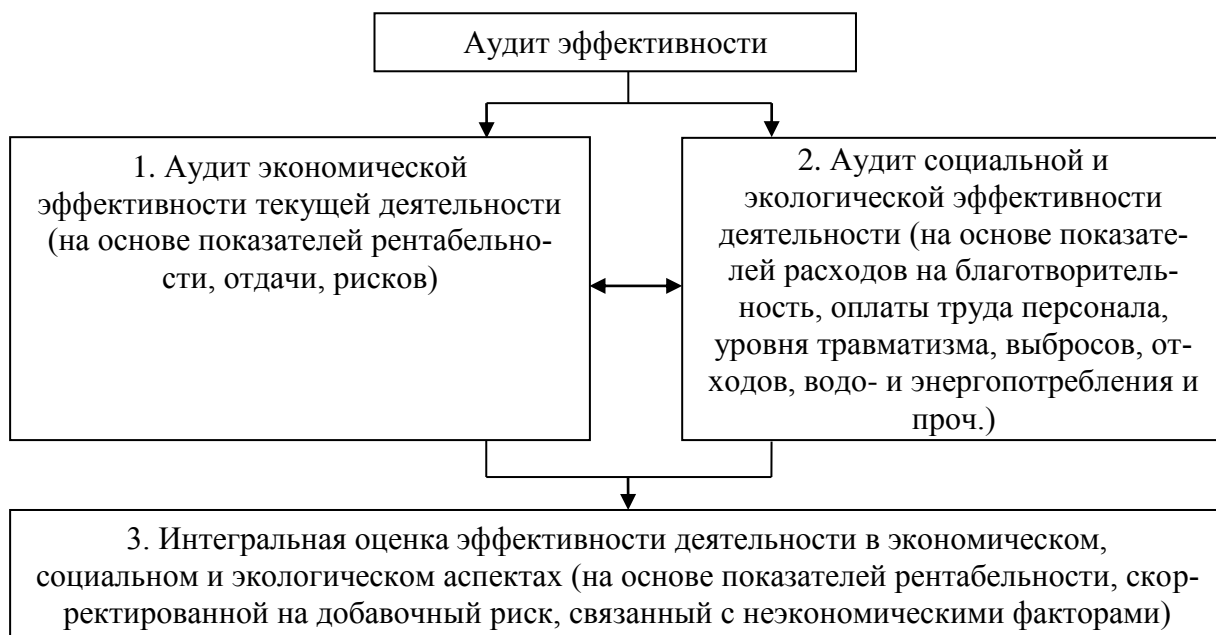 Аудит эффективности
1. Аудит экономической
эффективности текущей деятельности
(на основе показателей рентабельно-
сти, отдачи, рисков)
2. Аудит социальной и
экологической эффективности
деятельности (на основе показате-
лей расходов на благотворитель-
ность, оплаты труда персонала,
уровня травматизма, выбросов, от-
ходов, водо- и энергопотребления и
проч.)
3. Интегральная оценка эффективности деятельности в экономическом,
социальном и экологическом аспектах (на основе показателей рентабельности, скор-
ректированной на добавочный риск, связанный с неэкономическими факторами)